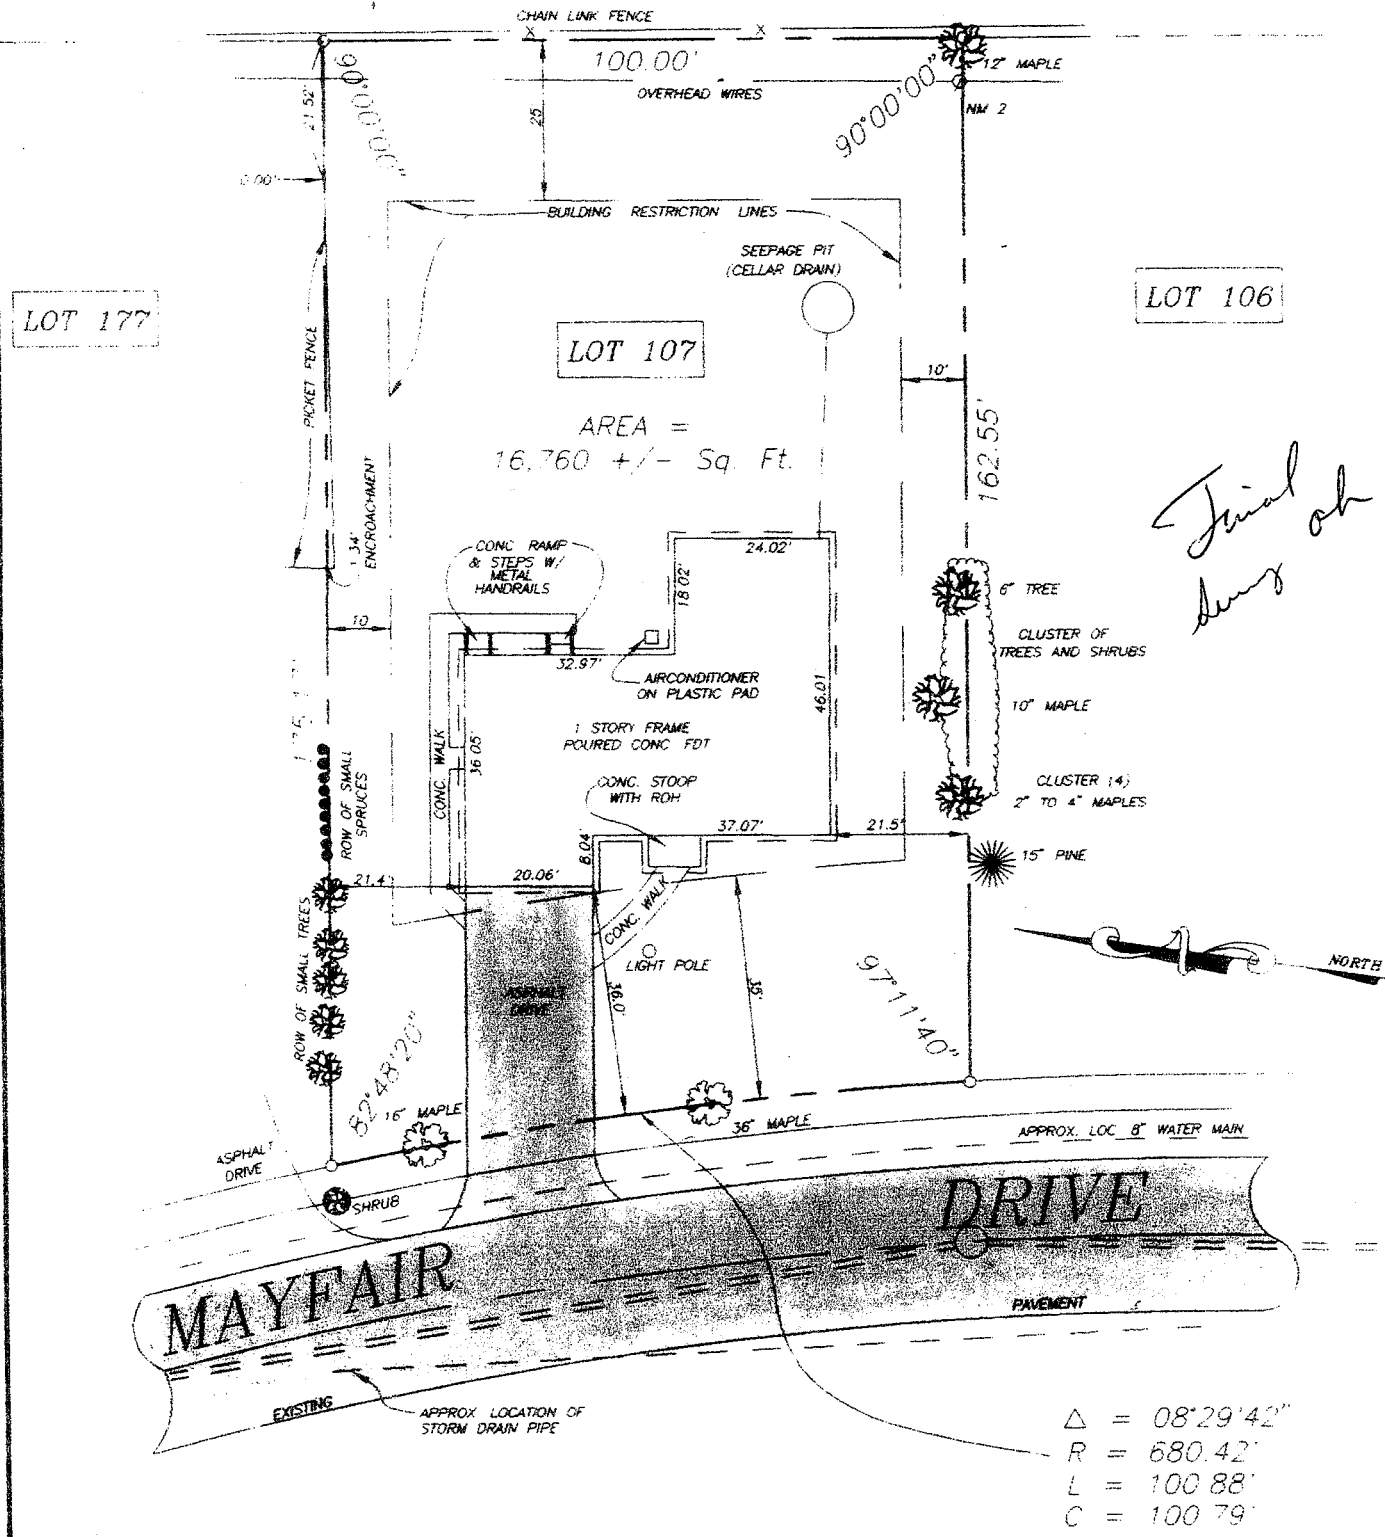 CHAIN LINK FENCE
X X
100.00'
12" MAPLE
OVERHEAD WIRES
NM 2
21.52'
90°00'00"
25
90°00'00"
0.00'
BUILDING RESTRICTION LINES
SEEPAGE PIT
(CELLAR DRAIN)
LOT 177
LOT 107
LOT 106
PICKET FENCE
10'
AREA =
16,760 +/- Sq. Ft.
162.55'
Final
ok
1.34'
ENCROACHMENT
CONC RAMP
& STEPS W/
METAL
HANDRAILS
24.02'
18.02'
6" TREE
10
CLUSTER OF
TREES AND SHRUBS
32.97'
AIRCONDITIONER
ON PLASTIC PAD
46.01'
10" MAPLE
1 STORY FRAME
POURED CONC FDT
CONC. WALK
36.05'
ROW OF SMALL
SPRUCES
CONC. STOOP
WITH ROH
CLUSTER (4)
2" TO 4" MAPLES
37.07'
21.5'
8.04'
15" PINE
21.4'
20.06'
CONC. WALK
ROW OF SMALL TREES
LIGHT POLE
NORTH
ASPHALT
DRIVE
36.0'
35'
97°11'40"
82°48'20"
16" MAPLE
36" MAPLE
APPROX. LOC 8" WATER MAIN
ASPHALT
DRIVE
SHRUB
MAYFAIR DRIVE
PAVEMENT
EXISTING
APPROX LOCATION OF
STORM DRAIN PIPE
Δ = 08°29'42"
R = 680.42'
L = 100.88'
C = 100.79'